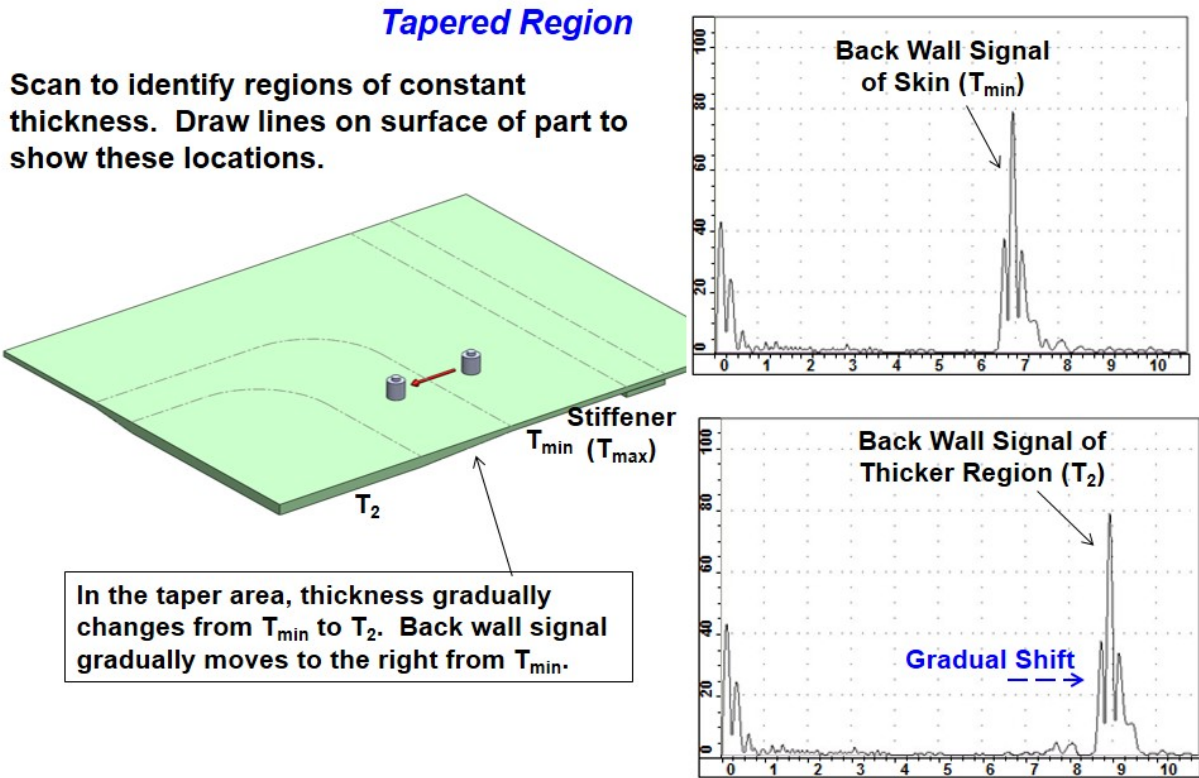 Tapered Region
Scan to identify regions of constant
thickness. Draw lines on surface of part to
show these locations.
Stiffener
Tmin (Tmax)
T2
In the taper area, thickness gradually
changes from Tmin to T2. Back wall signal
gradually moves to the right from Tmin.
Back Wall Signal
of Skin (Tmin)
100
80
60
40
20
0
0 1 2 3 4 5 6 7 8 9 10
Back Wall Signal of
Thicker Region (T2)
Gradual Shift
100
80
60
40
20
0
0 1 2 3 4 5 6 7 8 9 10